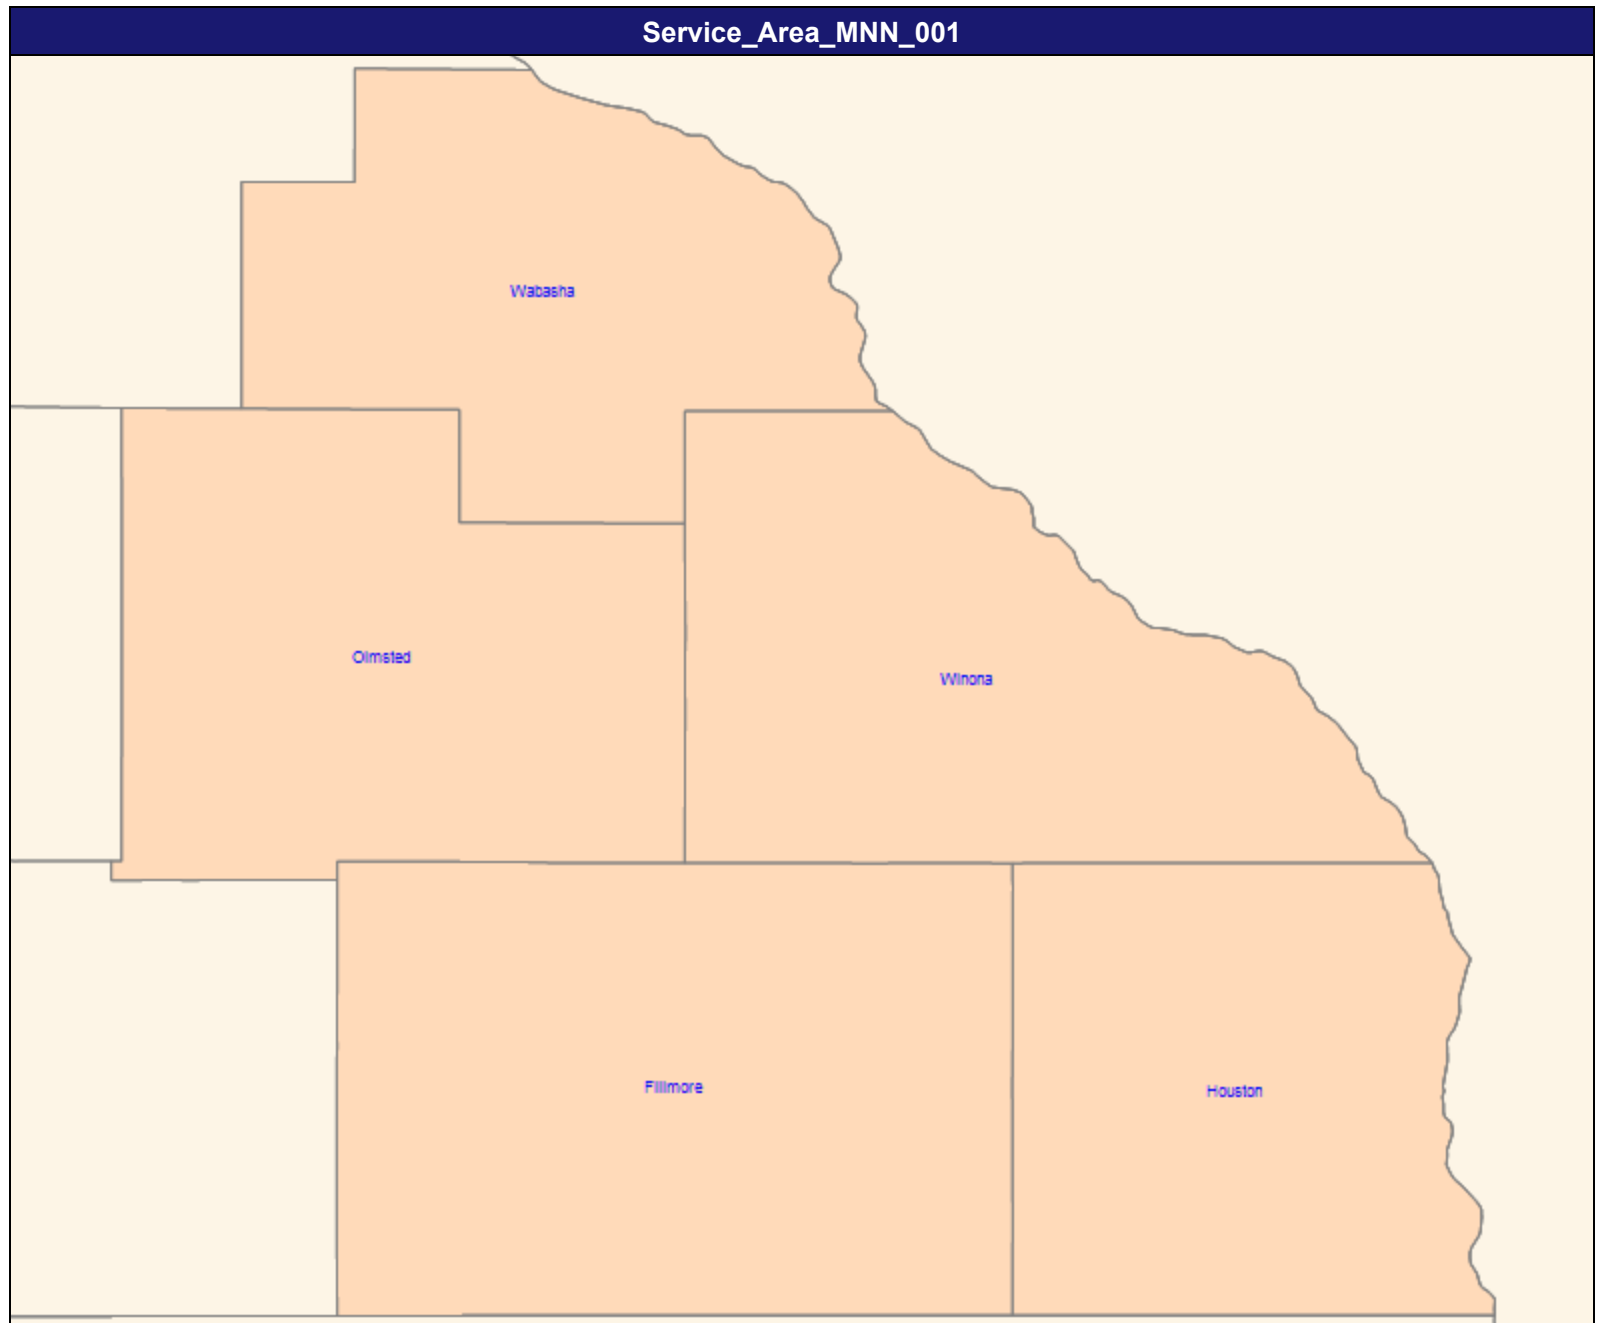 Service_Area_MNN_001
Wabasha
Olmsted
Winona
Fillmore
Houston